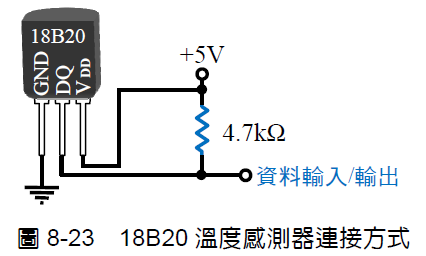 18B20
GND
DQ
VDD
+5V
4.7kΩ
資料輸入/輸出
圖 8-23 18B20 溫度感測器連接方式